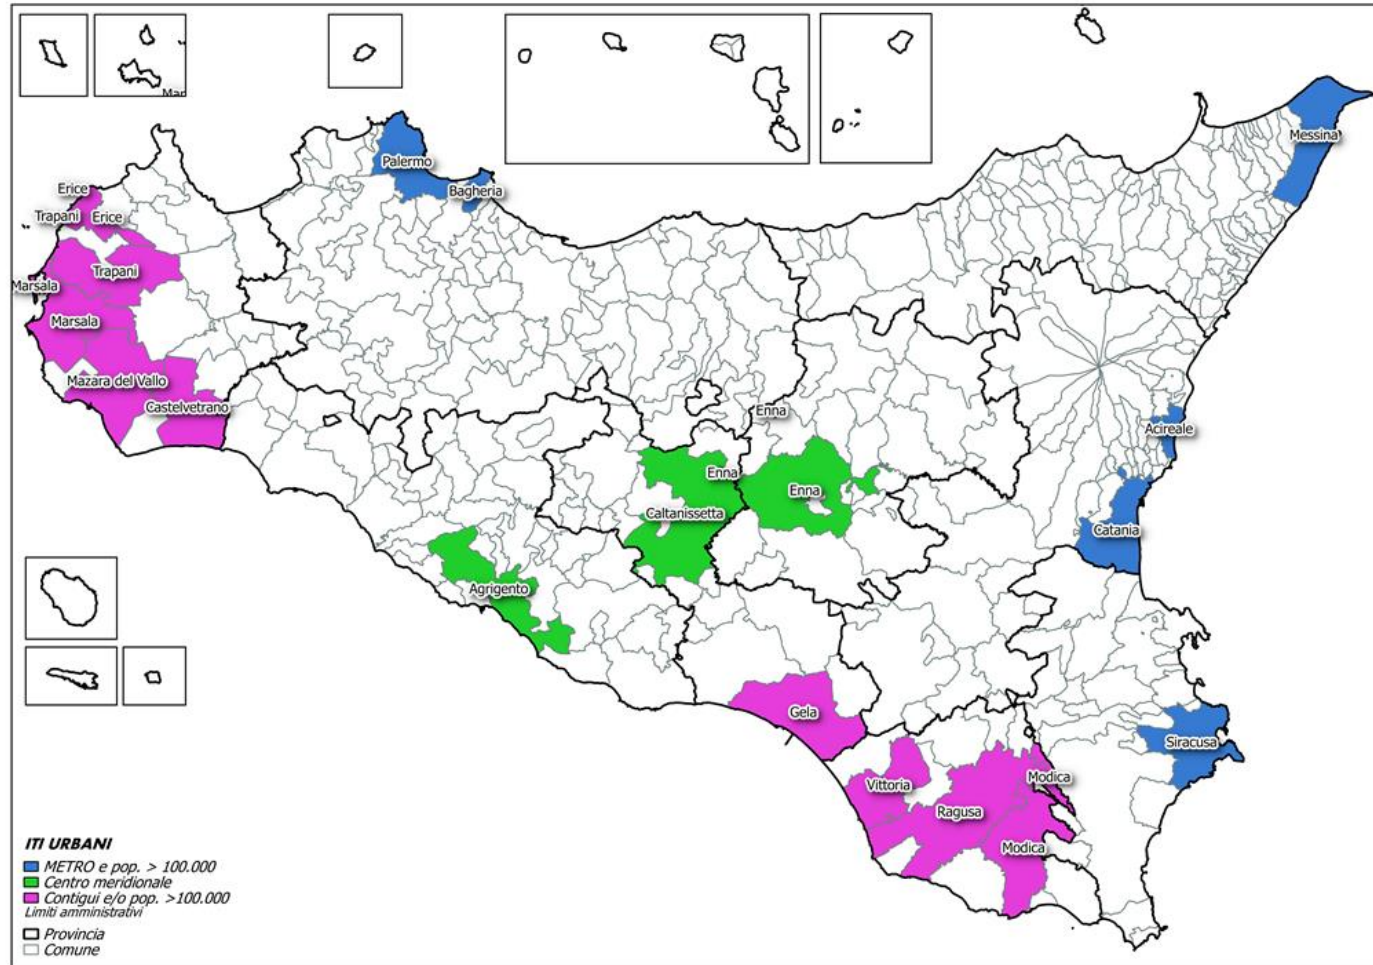 Mar
Messina
Palermo
Bagheria
Erice
Trapani
Erice
Trapani
Marsala
Marsala
Mazara del Vallo
Castelvetrano
Enna
Acireale
Enna
Enna
Caltanissetta
Catania
Agrigento
Gela
Siracusa
Modica
Vittoria
Ragusa
Modica
ITI URBANI
METRO e pop. > 100.000
Centro meridionale
Contigui e/o pop. >100.000
Limiti amministrativi
Provincia
Comune